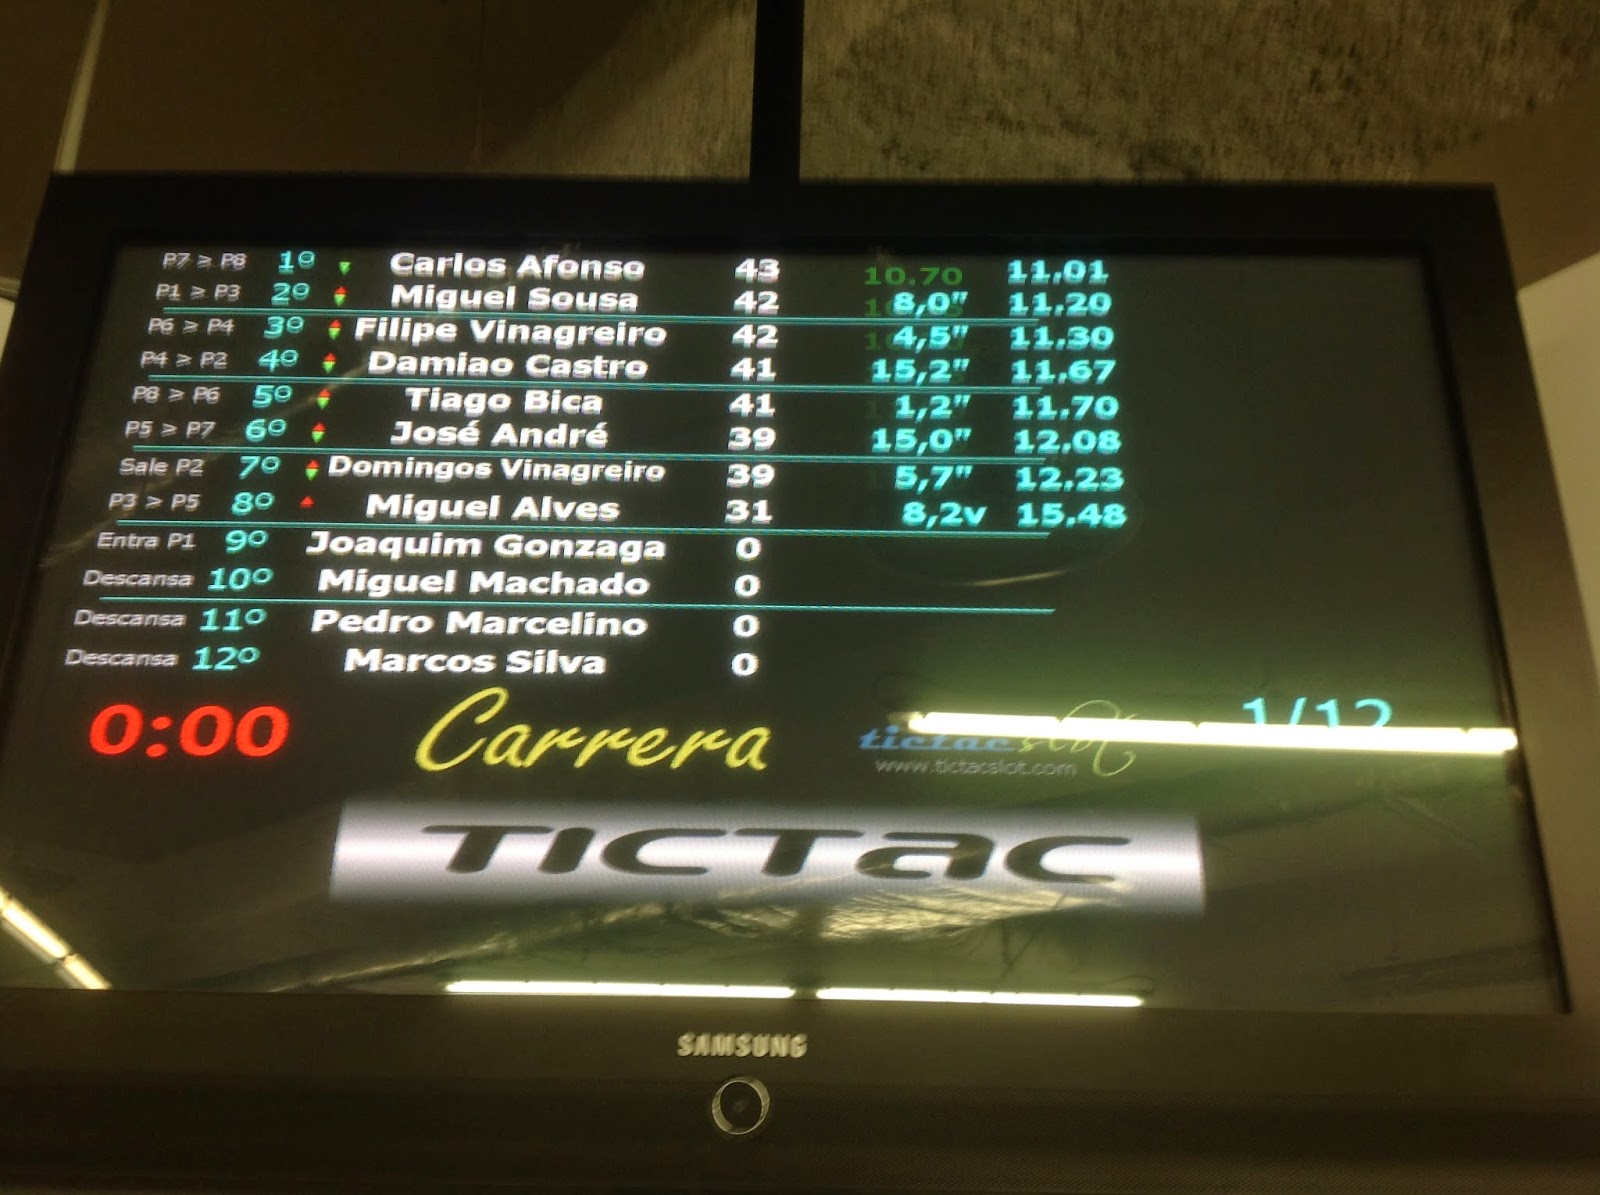 P7 > P8 1º Carlos Afonso 43 10.70 11.01
P1 > P3 2º Miguel Sousa 42 8,0" 11.20
P6 > P4 3º Filipe Vinagreiro 42 4,5" 11.30
P4 > P2 4º Damiao Castro 41 15,2" 11.67
P8 > P6 5º Tiago Bica 41 1,2" 11.70
P5 > P7 6º José André 39 15,0" 12.08
Sale P2 7º Domingos Vinagreiro 39 5,7" 12.23
P3 > P5 8º Miguel Alves 31 8,2v 15.48
Entra P1 9º Joaquim Gonzaga 0
Descansa 10º Miguel Machado 0
Descansa 11º Pedro Marcelino 0
Descansa 12º Marcos Silva 0
0:00 Carrera tictac slot 1/12
www.tictacslot.com
TICTAC
SAMSUNG